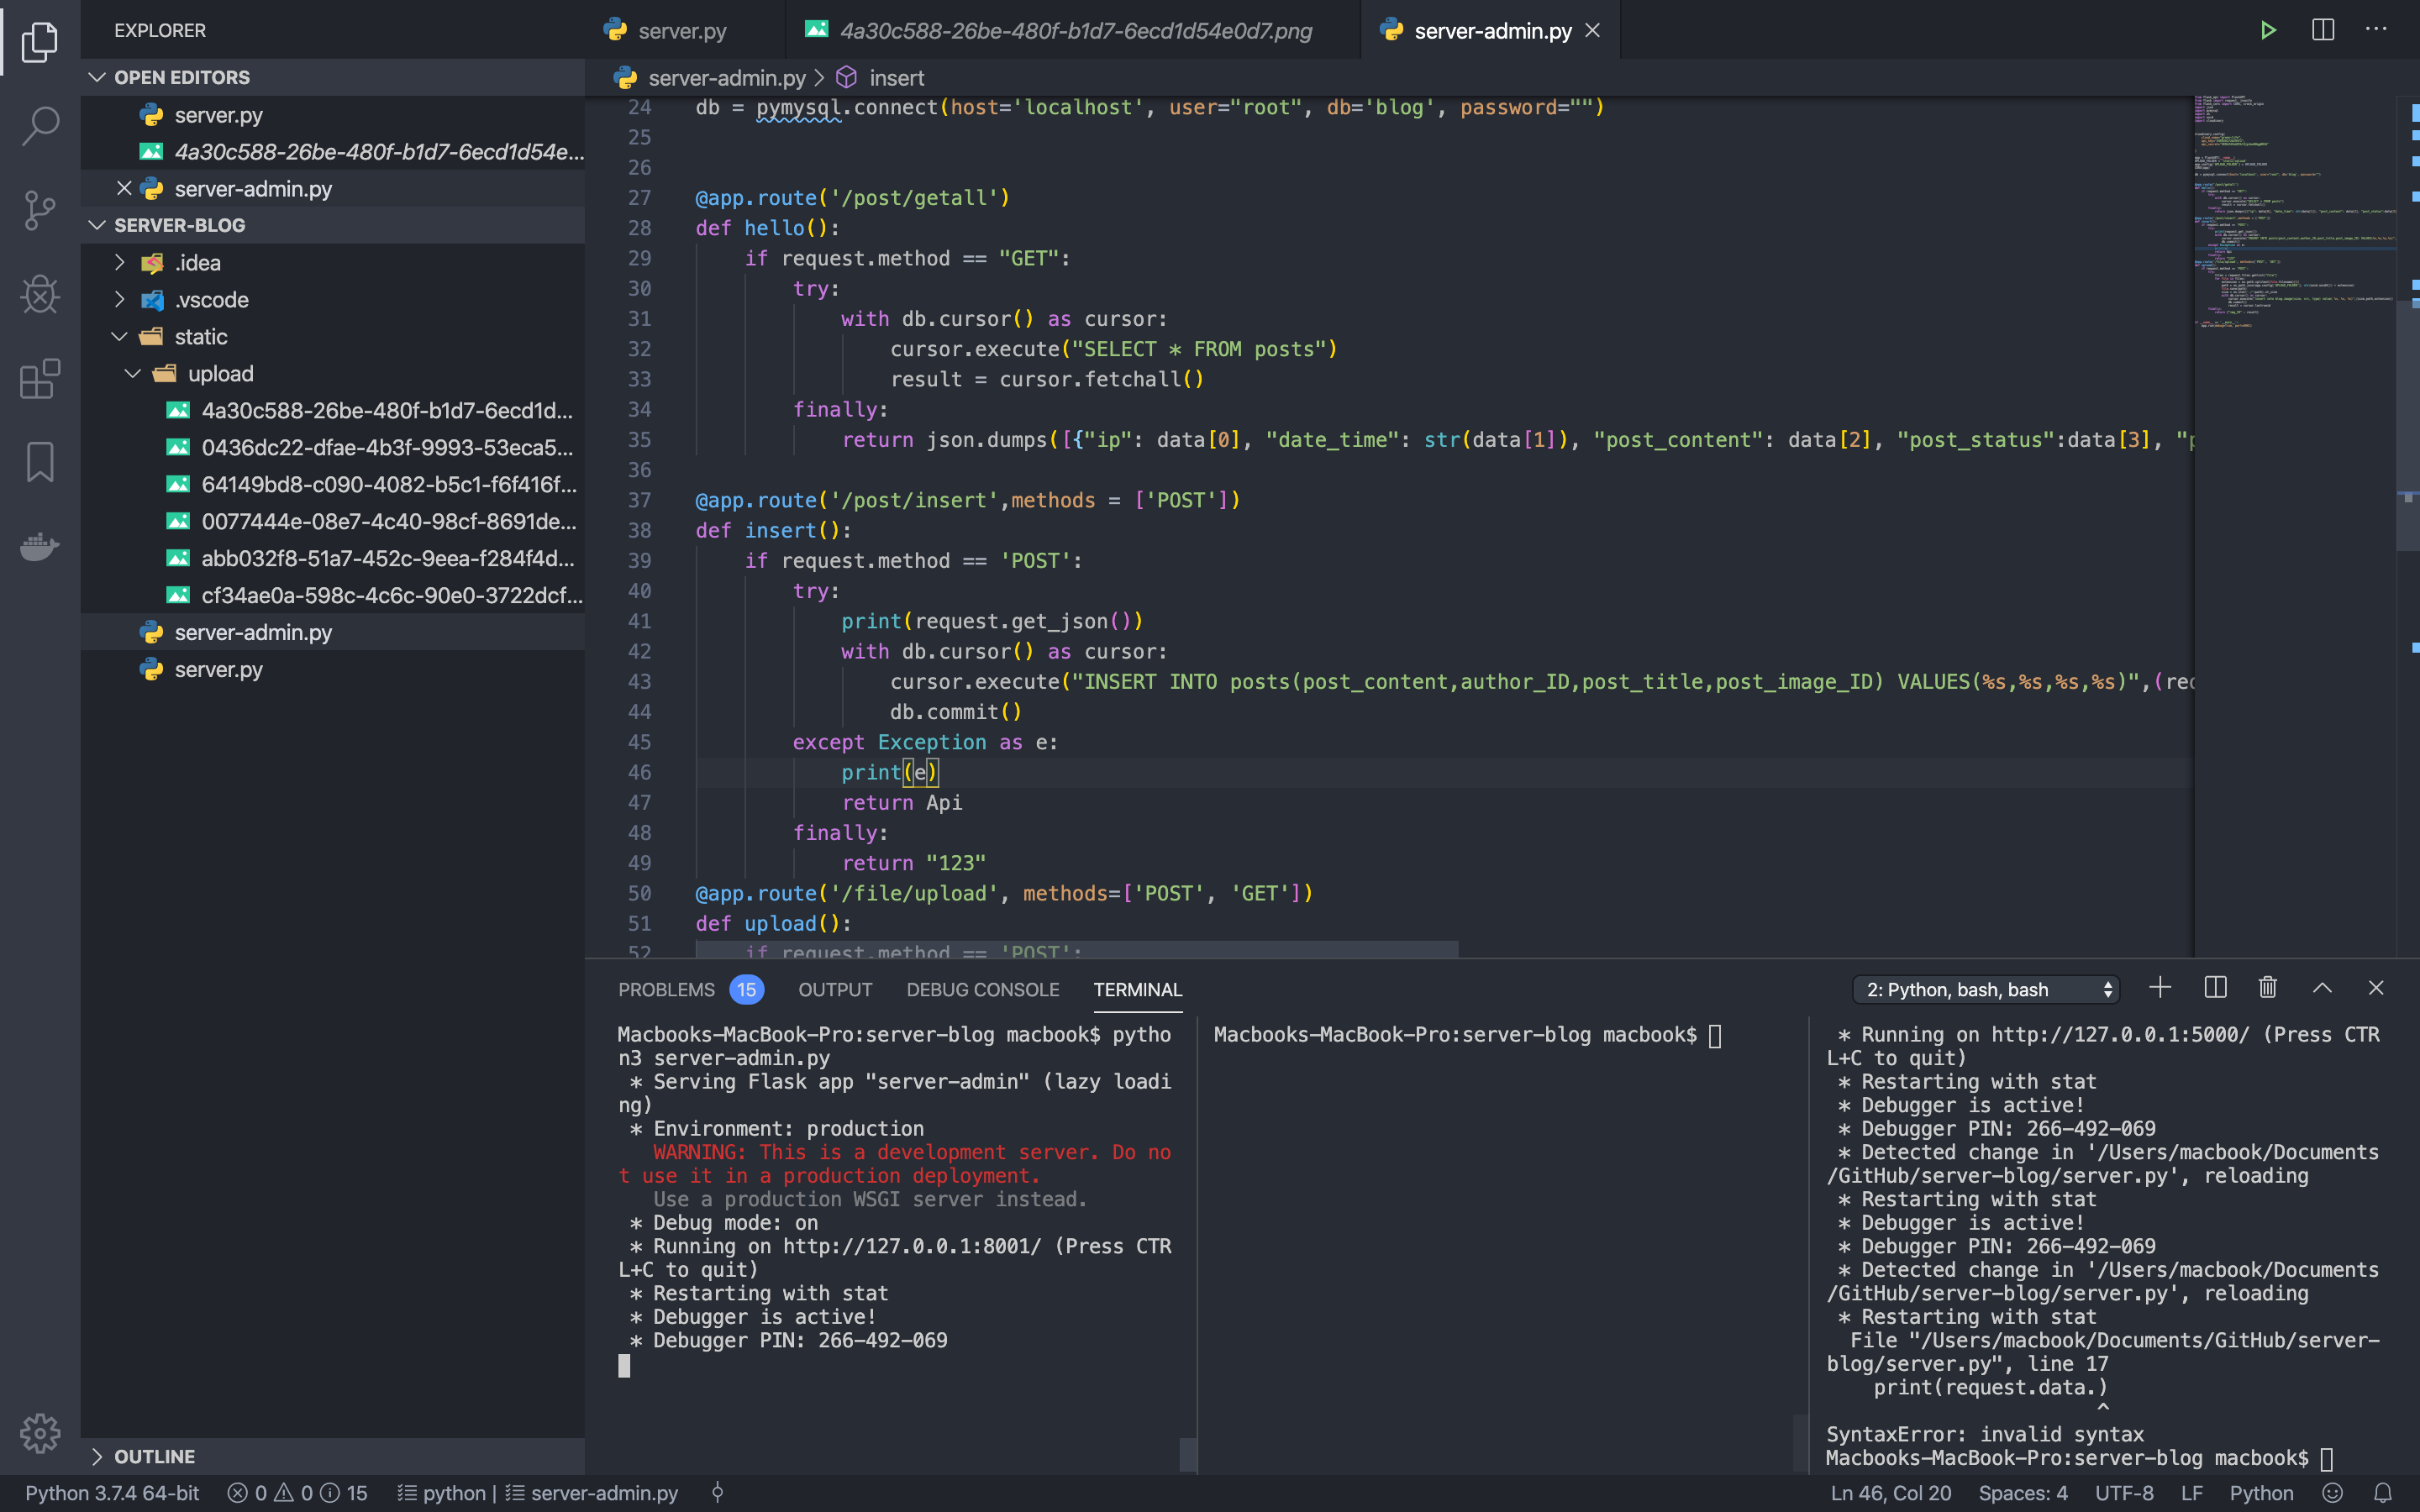 EXPLORER
OPEN EDITORS
server.py
4a30c588-26be-480f-b1d7-6ecd1d54e...
server-admin.py
SERVER-BLOG
.idea
.vscode
static
upload
4a30c588-26be-480f-b1d7-6ecd1d...
0436dc22-dfae-4b3f-9993-53eca5...
64149bd8-c090-4082-b5c1-f6f416f...
0077444e-08e7-4c40-98cf-8691de...
abb032f8-51a7-452c-9eea-f284f4d...
cf34ae0a-598c-4c6c-90e0-3722dcf...
server-admin.py
server.py
OUTLINE
server.py
4a30c588-26be-480f-b1d7-6ecd1d54e0d7.png
server-admin.py
server-admin.py > insert
24 db = pymysql.connect(host='localhost', user="root", db='blog', password="")
25
26
27 @app.route('/post/getall')
28 def hello():
29 if request.method == "GET":
30 try:
31 with db.cursor() as cursor:
32 cursor.execute("SELECT * FROM posts")
33 result = cursor.fetchall()
34 finally:
35 return json.dumps([{"ip": data[0], "date_time": str(data[1]), "post_content": data[2], "post_status":data[3], "p
36
37 @app.route('/post/insert',methods = ['POST'])
38 def insert():
39 if request.method == 'POST':
40 try:
41 print(request.get_json())
42 with db.cursor() as cursor:
43 cursor.execute("INSERT INTO posts(post_content,author_ID,post_title,post_image_ID) VALUES(%s,%s,%s,%s)",(req
44 db.commit()
45 except Exception as e:
46 print(e)
47 return Api
48 finally:
49 return "123"
50 @app.route('/file/upload', methods=['POST', 'GET'])
51 def upload():
52 if request.method == 'POST':
PROBLEMS 15 OUTPUT DEBUG CONSOLE TERMINAL
2: Python, bash, bash
Macbooks-MacBook-Pro:server-blog macbook$ pytho
n3 server-admin.py
* Serving Flask app "server-admin" (lazy loadi
ng)
* Environment: production
WARNING: This is a development server. Do no
t use it in a production deployment.
Use a production WSGI server instead.
* Debug mode: on
* Running on http://127.0.0.1:8001/ (Press CTR
L+C to quit)
* Restarting with stat
* Debugger is active!
* Debugger PIN: 266-492-069
Macbooks-MacBook-Pro:server-blog macbook$
* Running on http://127.0.0.1:5000/ (Press CTR
L+C to quit)
* Restarting with stat
* Debugger is active!
* Debugger PIN: 266-492-069
* Detected change in '/Users/macbook/Documents
/GitHub/server-blog/server.py', reloading
* Restarting with stat
* Debugger is active!
* Debugger PIN: 266-492-069
* Detected change in '/Users/macbook/Documents
/GitHub/server-blog/server.py', reloading
* Restarting with stat
File "/Users/macbook/Documents/GitHub/server-
blog/server.py", line 17
print(request.data.)
^
SyntaxError: invalid syntax
Macbooks-MacBook-Pro:server-blog macbook$
Python 3.7.4 64-bit 0 0 15 python | server-admin.py
Ln 46, Col 20 Spaces: 4 UTF-8 LF Python